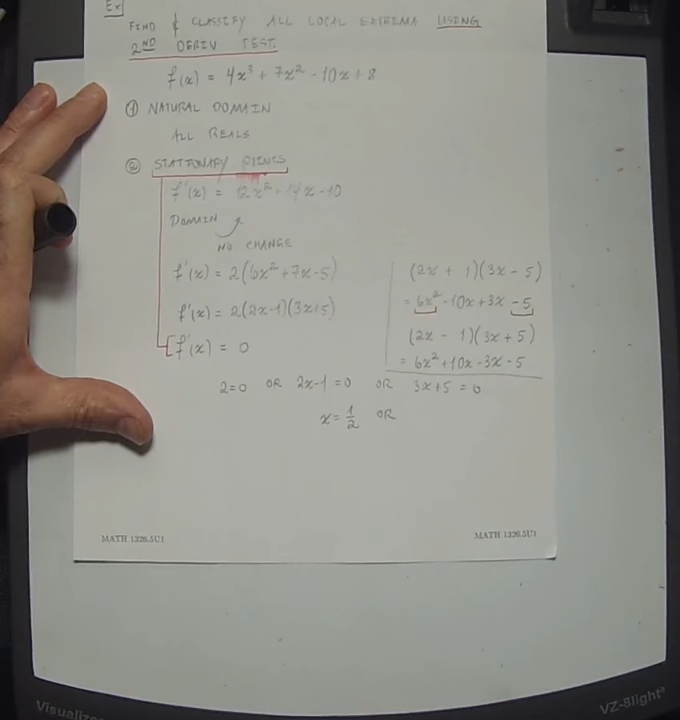 Ex
FIND & CLASSIFY ALL LOCAL EXTREMA USING
2ND DERIV TEST.
f(x) = 4x³ + 7x² - 10x + 8
① NATURAL DOMAIN
ALL REALS
② STATIONARY POINTS
f'(x) = 12x² + 14x - 10
DOMAIN
NO CHANGE
f'(x) = 2(6x² + 7x - 5)
f'(x) = 2(2x-1)(3x+5)
f'(x) = 0
(2x + 1)(3x - 5)
= 6x² - 10x + 3x - 5
(2x - 1)(3x + 5)
= 6x² + 10x - 3x - 5
2=0 OR 2x-1=0 OR 3x+5=0
x = 1/2 OR
MATH 1326.5U1
MATH 1326.5U1
Visualize
VZ-8light³